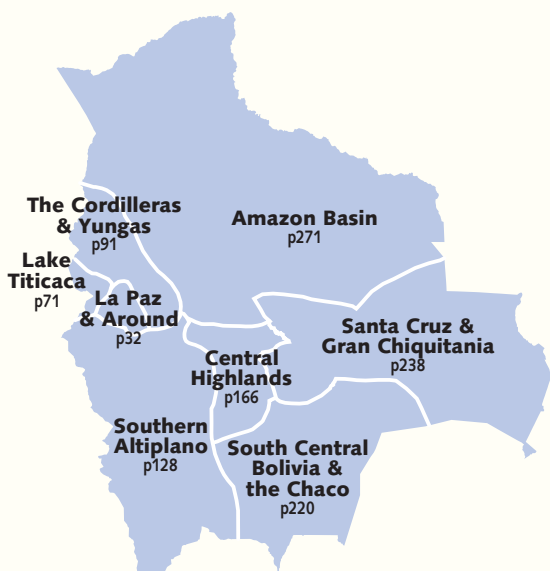 The Cordilleras
& Yungas
p91
Amazon Basin
p271
Lake
Titicaca
p71
La Paz
& Around
p32
Santa Cruz &
Gran Chiquitania
p238
Central
Highlands
p166
Southern
Altiplano
p128
South Central
Bolivia &
the Chaco
p220